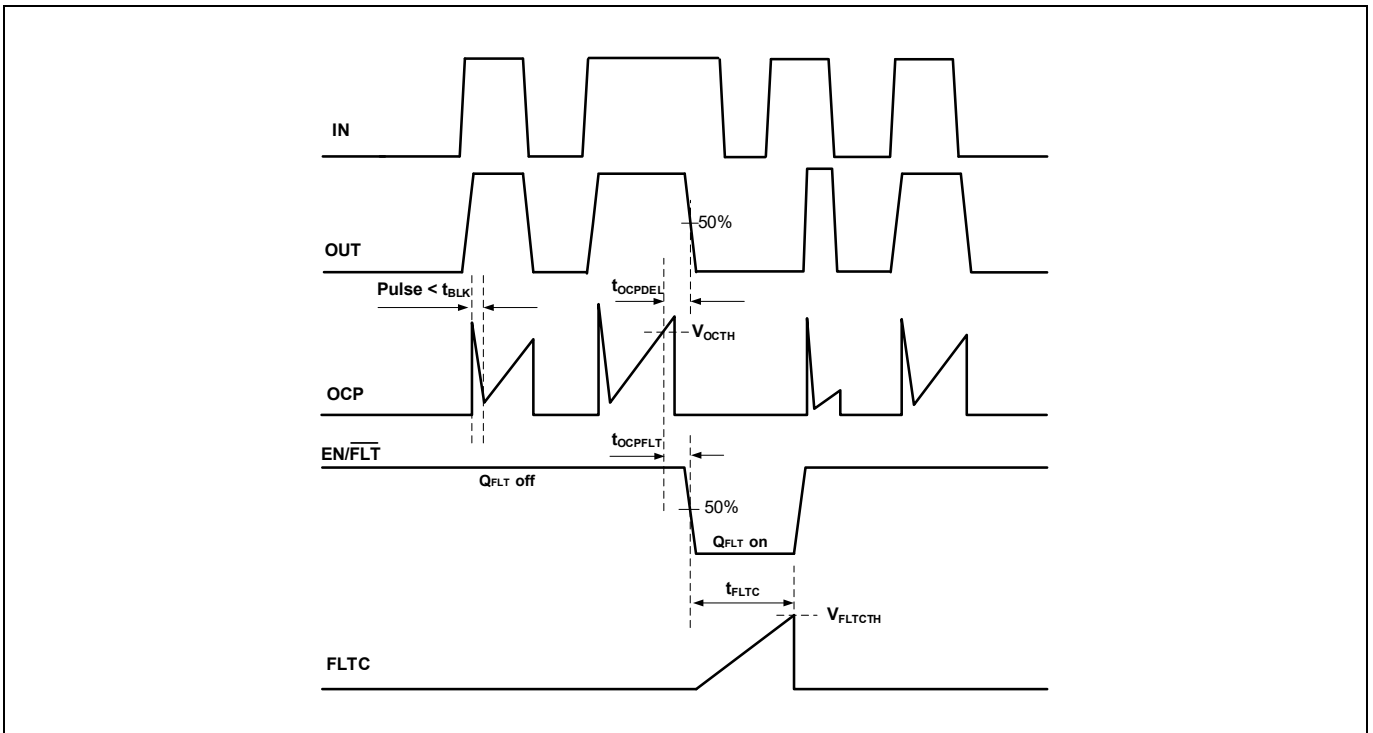 IN
50%
OUT
Pulse < tBLK
tOCPDEL
VOCTH
OCP
tOCPFLT
EN/FLT
QFLT off
50%
QFLT on
tFLTC
VFLTCTH
FLTC